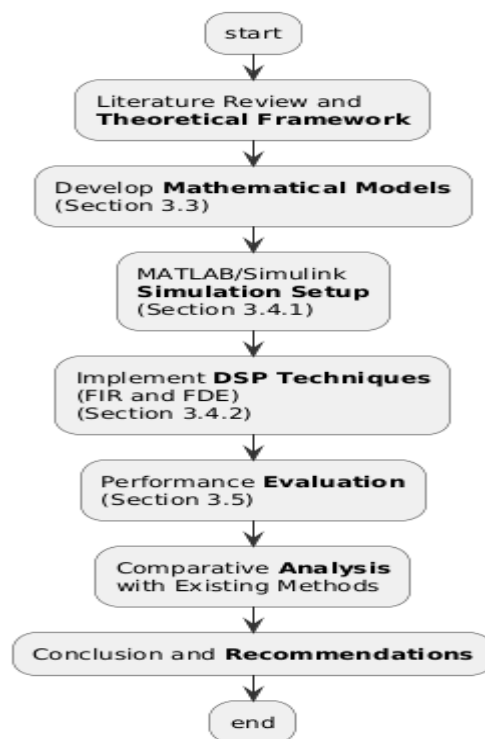 start
Literature Review and
Theoretical Framework
Develop Mathematical Models
(Section 3.3)
MATLAB/Simulink
Simulation Setup
(Section 3.4.1)
Implement DSP Techniques
(FIR and FDE)
(Section 3.4.2)
Performance Evaluation
(Section 3.5)
Comparative Analysis
with Existing Methods
Conclusion and Recommendations
end